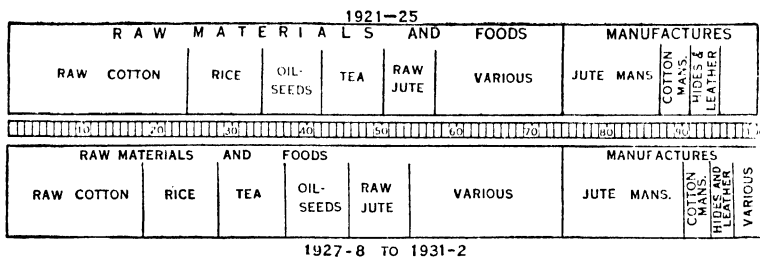 1921-25
RAW MATERIALS AND FOODS MANUFACTURES
RAW COTTON RICE OIL-SEEDS TEA RAW JUTE VARIOUS JUTE MANS COTTON MANS. HIDES & LEATHER
10 20 30 40 50 60 70 80 90
RAW MATERIALS AND FOODS MANUFACTURES
RAW COTTON RICE TEA OIL-SEEDS RAW JUTE VARIOUS JUTE MANS. COTTON MANS. HIDES AND LEATHER VARIOUS
1927-8 TO 1931-2